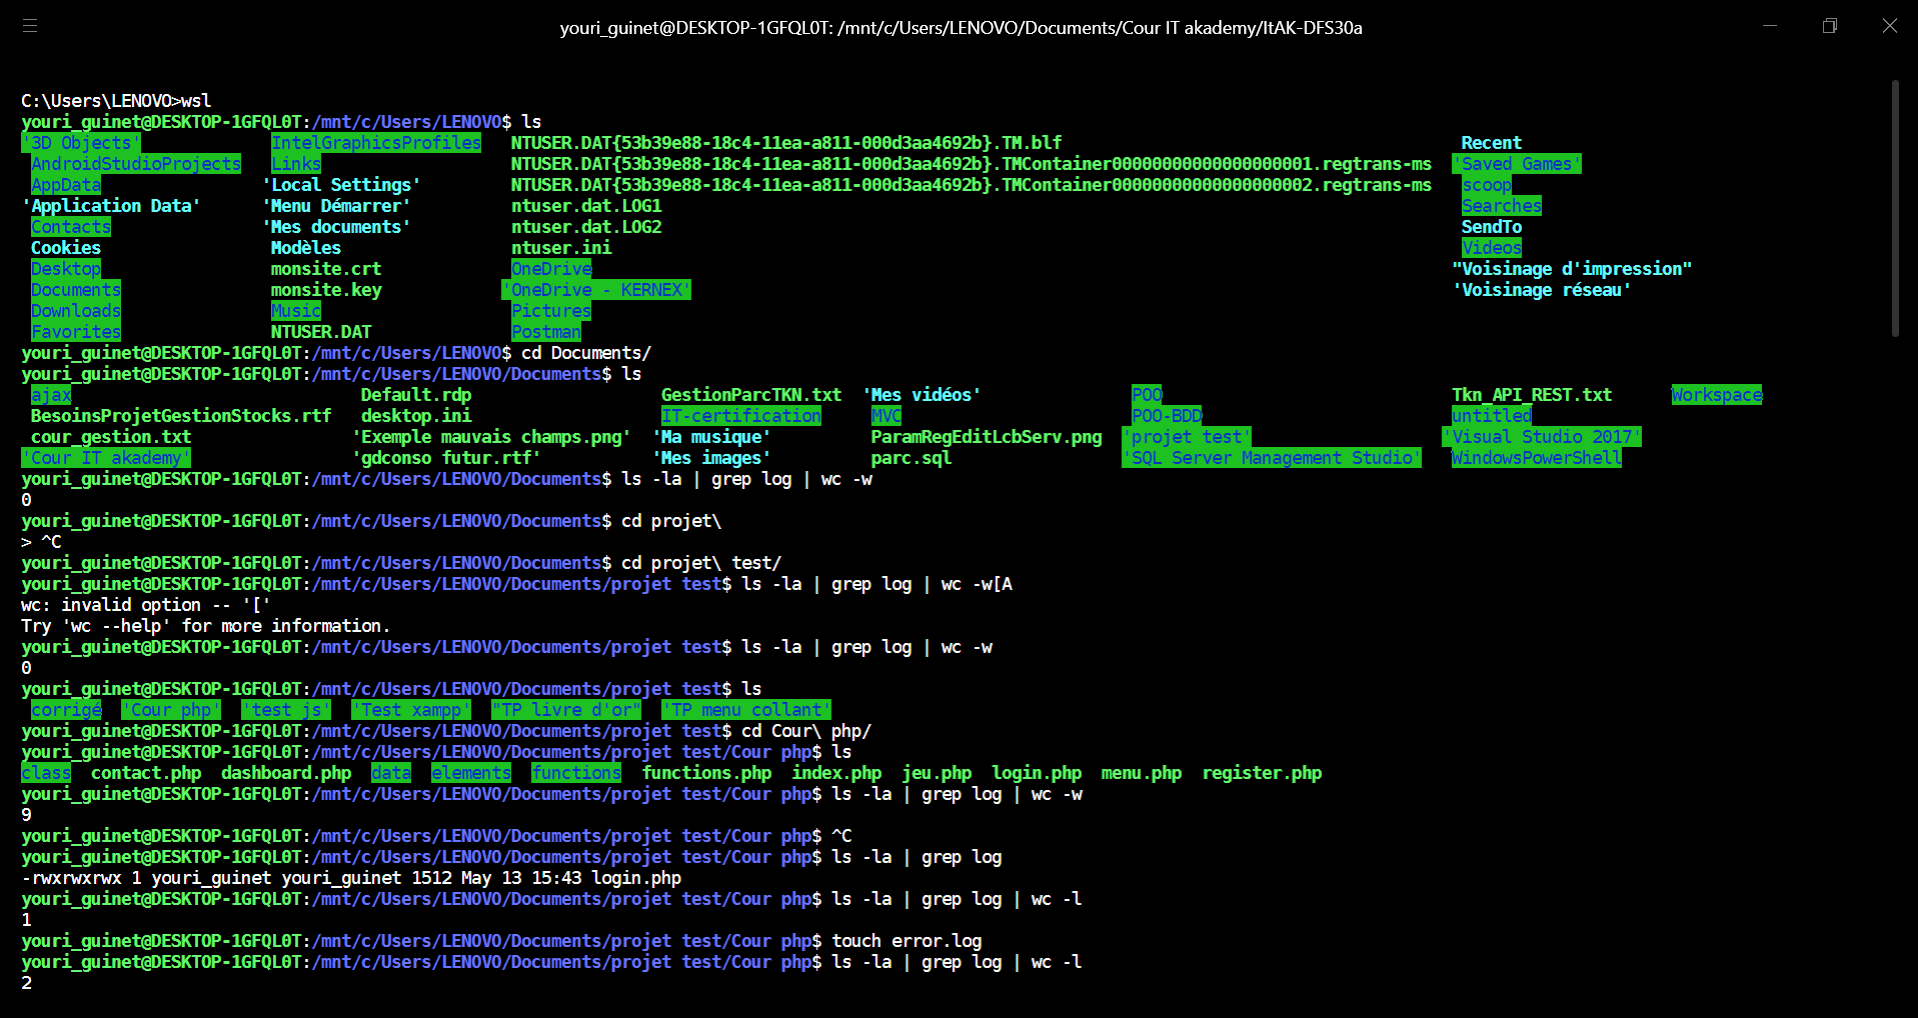 youri_guinet@DESKTOP-1GFQL0T: /mnt/c/Users/LENOVO/Documents/Cour IT akademy/ItAK-DFS30a
C:\Users\LENOVO>wsl
youri_guinet@DESKTOP-1GFQL0T:/mnt/c/Users/LENOVO$ ls
'3D Objects' IntelGraphicsProfiles NTUSER.DAT{53b39e88-18c4-11ea-a811-000d3aa4692b}.TM.blf Recent
AndroidStudioProjects Links NTUSER.DAT{53b39e88-18c4-11ea-a811-000d3aa4692b}.TMContainer00000000000000000001.regtrans-ms 'Saved Games'
AppData 'Local Settings' NTUSER.DAT{53b39e88-18c4-11ea-a811-000d3aa4692b}.TMContainer00000000000000000002.regtrans-ms scoop
'Application Data' 'Menu Démarrer' ntuser.dat.LOG1 Searches
Contacts 'Mes documents' ntuser.dat.LOG2 SendTo
Cookies Modèles ntuser.ini Videos
Desktop monsite.crt OneDrive "Voisinage d'impression"
Documents monsite.key 'OneDrive - KERNEX' 'Voisinage réseau'
Downloads Music Pictures
Favorites NTUSER.DAT Postman
youri_guinet@DESKTOP-1GFQL0T:/mnt/c/Users/LENOVO$ cd Documents/
youri_guinet@DESKTOP-1GFQL0T:/mnt/c/Users/LENOVO/Documents$ ls
ajax Default.rdp GestionParcTKN.txt 'Mes vidéos' POO Tkn_API_REST.txt Workspace
BesoinsProjetGestionStocks.rtf desktop.ini IT-certification MVC POO-BDD untitled
cour_gestion.txt 'Exemple mauvais champs.png' 'Ma musique' ParamRegEditLcbServ.png 'projet test' 'Visual Studio 2017'
'Cour IT akademy' 'gdconso futur.rtf' 'Mes images' parc.sql 'SQL Server Management Studio' WindowsPowerShell
youri_guinet@DESKTOP-1GFQL0T:/mnt/c/Users/LENOVO/Documents$ ls -la | grep log | wc -w
0
youri_guinet@DESKTOP-1GFQL0T:/mnt/c/Users/LENOVO/Documents$ cd projet\
> ^C
youri_guinet@DESKTOP-1GFQL0T:/mnt/c/Users/LENOVO/Documents$ cd projet\ test/
youri_guinet@DESKTOP-1GFQL0T:/mnt/c/Users/LENOVO/Documents/projet test$ ls -la | grep log | wc -w[A
wc: invalid option -- '['
Try 'wc --help' for more information.
youri_guinet@DESKTOP-1GFQL0T:/mnt/c/Users/LENOVO/Documents/projet test$ ls -la | grep log | wc -w
0
youri_guinet@DESKTOP-1GFQL0T:/mnt/c/Users/LENOVO/Documents/projet test$ ls
corrigé 'Cour php' 'test js' 'Test xampp' "TP livre d'or" 'TP menu collant'
youri_guinet@DESKTOP-1GFQL0T:/mnt/c/Users/LENOVO/Documents/projet test$ cd Cour\ php/
youri_guinet@DESKTOP-1GFQL0T:/mnt/c/Users/LENOVO/Documents/projet test/Cour php$ ls
class contact.php dashboard.php data elements functions functions.php index.php jeu.php login.php menu.php register.php
youri_guinet@DESKTOP-1GFQL0T:/mnt/c/Users/LENOVO/Documents/projet test/Cour php$ ls -la | grep log | wc -w
9
youri_guinet@DESKTOP-1GFQL0T:/mnt/c/Users/LENOVO/Documents/projet test/Cour php$ ^C
youri_guinet@DESKTOP-1GFQL0T:/mnt/c/Users/LENOVO/Documents/projet test/Cour php$ ls -la | grep log
-rwxrwxrwx 1 youri_guinet youri_guinet 1512 May 13 15:43 login.php
youri_guinet@DESKTOP-1GFQL0T:/mnt/c/Users/LENOVO/Documents/projet test/Cour php$ ls -la | grep log | wc -l
1
youri_guinet@DESKTOP-1GFQL0T:/mnt/c/Users/LENOVO/Documents/projet test/Cour php$ touch error.log
youri_guinet@DESKTOP-1GFQL0T:/mnt/c/Users/LENOVO/Documents/projet test/Cour php$ ls -la | grep log | wc -l
2